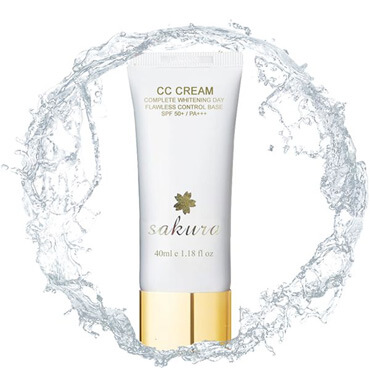 CC CREAM
COMPLETE WHITENING DAY
FLAWLESS CONTROL BASE
SPF 50+ / PA+++
sakura
40ml e 1.18 fl oz